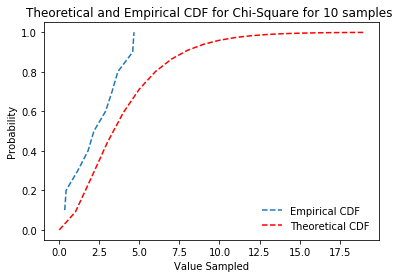 Theoretical and Empirical CDF for Chi-Square for 10 samples
1.0
0.8
0.6
0.4
0.2
0.0
Probability
Empirical CDF
Theoretical CDF
0.0 2.5 5.0 7.5 10.0 12.5 15.0 17.5
Value Sampled